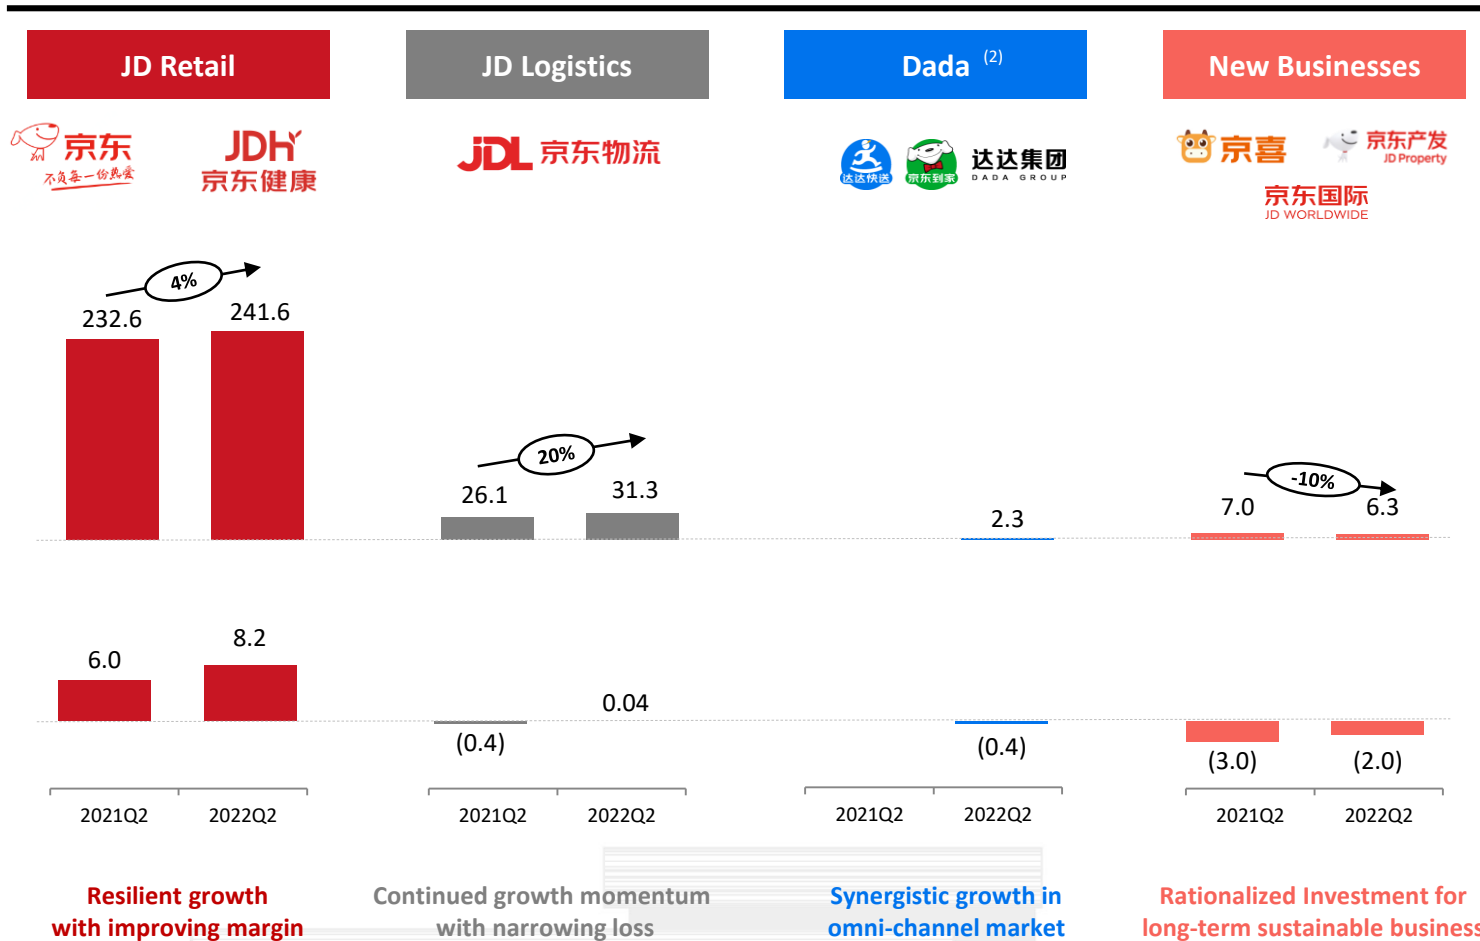 JD Retail
JD Logistics
Dada (2)
New Businesses
京东
不负每一份热爱
JDH
京东健康
JDL 京东物流
达达快送
京东到家
达达集团
DADA GROUP
京喜
京东产发
JD Property
京东国际
JD WORLDWIDE
4%
232.6
241.6
20%
26.1
31.3
2.3
-10%
7.0
6.3
6.0
8.2
(0.4)
0.04
(0.4)
(3.0)
(2.0)
2021Q2
2022Q2
2021Q2
2022Q2
2021Q2
2022Q2
2021Q2
2022Q2
Resilient growth
with improving margin
Continued growth momentum
with narrowing loss
Synergistic growth in
omni-channel market
Rationalized Investment for
long-term sustainable business